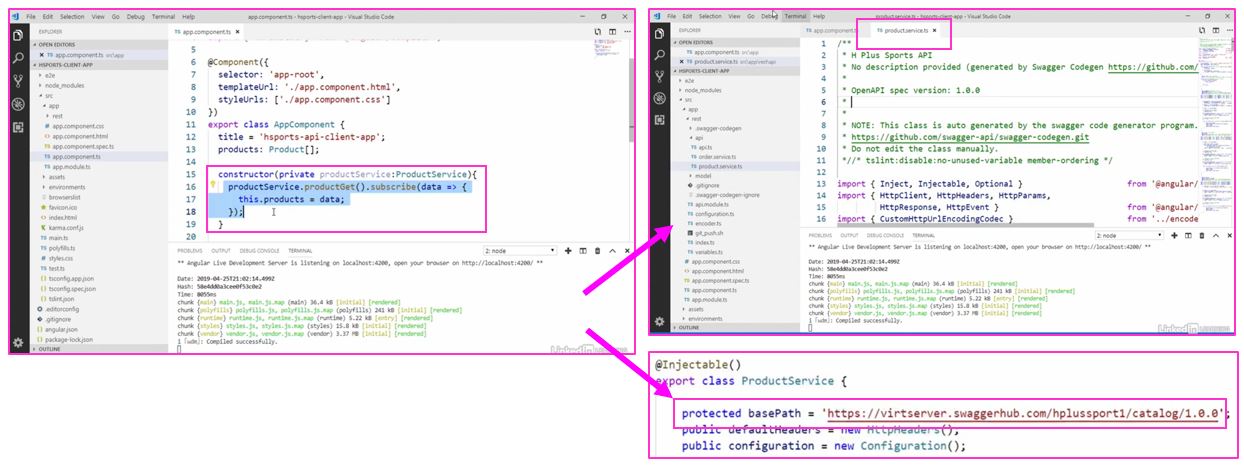 File Edit Selection View Go Debug Terminal Help
app.component.ts - hsports-client-app - Visual Studio Code
EXPLORER
OPEN EDITORS
TS app.component.ts src\app
HSPORTS-CLIENT-APP
e2e
node_modules
src
app
rest
app.component.css
app.component.html
app.component.spec.ts
app.component.ts
app.module.ts
assets
environments
browserslist
favicon.ico
index.html
karma.conf.js
main.ts
polyfills.ts
styles.css
test.ts
tsconfig.app.json
tsconfig.spec.json
tslint.json
.editorconfig
.gitignore
angular.json
package-lock.json
OUTLINE
TS app.component.ts
5
6 @Component({
7 selector: 'app-root',
8 templateUrl: './app.component.html',
9 styleUrls: ['./app.component.css']
10 })
11 export class AppComponent {
12 title = 'hsports-api-client-app';
13 products: Product[];
14
15 constructor(private productService:ProductService){
16 productService.productGet().subscribe(data => {
17 this.products = data;
18 });
19 }
PROBLEMS OUTPUT DEBUG CONSOLE TERMINAL 2: node
** Angular Live Development Server is listening on localhost:4200, open your browser on http://localhost:4200/ **
Date: 2019-04-25T21:02:14.499Z
Hash: 58e4dd0a3cee0f53c0e2
Time: 8055ms
chunk {main} main.js, main.js.map (main) 36.4 kB [initial] [rendered]
chunk {polyfills} polyfills.js, polyfills.js.map (polyfills) 241 kB [initial] [rendered]
chunk {runtime} runtime.js, runtime.js.map (runtime) 5.22 kB [entry] [rendered]
chunk {styles} styles.js, styles.js.map (styles) 15.8 kB [initial] [rendered]
chunk {vendor} vendor.js, vendor.js.map (vendor) 3.37 MB [initial] [rendered]
i ｢wdm｣: Compiled successfully.
LinkedIn LEARNING
File Edit Selection View Go Debug Terminal Help
product.service.ts - hsports-client-app - Visual Studio Code
EXPLORER
OPEN EDITORS
TS app.component.ts src\app
TS product.service.ts src\app\rest\api
HSPORTS-CLIENT-APP
e2e
node_modules
src
app
rest
.swagger-codegen
api
api.ts
order.service.ts
product.service.ts
model
.gitignore
.swagger-codegen-ignore
api.module.ts
configuration.ts
encoder.ts
git_push.sh
index.ts
variables.ts
app.component.css
app.component.html
app.component.spec.ts
app.component.ts
app.module.ts
assets
environments
OUTLINE
TS app.component.ts
TS product.service.ts
1 /**
2 * H Plus Sports API
3 * No description provided (generated by Swagger Codegen https://github.com/
4 *
5 * OpenAPI spec version: 1.0.0
6 *
7 *
8 * NOTE: This class is auto generated by the swagger code generator program.
9 * https://github.com/swagger-api/swagger-codegen.git
10 * Do not edit the class manually.
11 *//* tslint:disable:no-unused-variable member-ordering */
12
13 import { Inject, Injectable, Optional } from '@angular/
14 import { HttpClient, HttpHeaders, HttpParams,
15 HttpResponse, HttpEvent } from '@angular/
16 import { CustomHttpUrlEncodingCodec } from '../encode
PROBLEMS OUTPUT DEBUG CONSOLE TERMINAL 2: node
** Angular Live Development Server is listening on localhost:4200, open your browser on http://localhost:4200/ **
Date: 2019-04-25T21:02:14.499Z
Hash: 58e4dd0a3cee0f53c0e2
Time: 8055ms
chunk {main} main.js, main.js.map (main) 36.4 kB [initial] [rendered]
chunk {polyfills} polyfills.js, polyfills.js.map (polyfills) 241 kB [initial] [rendered]
chunk {runtime} runtime.js, runtime.js.map (runtime) 5.22 kB [entry] [rendered]
chunk {styles} styles.js, styles.js.map (styles) 15.8 kB [initial] [rendered]
chunk {vendor} vendor.js, vendor.js.map (vendor) 3.37 MB [initial] [rendered]
i ｢wdm｣: Compiled successfully.
LinkedIn LEARNING
@Injectable()
export class ProductService {
protected basePath = 'https://virtserver.swaggerhub.com/hplussport1/catalog/1.0.0';
public defaultHeaders = new HttpHeaders();
public configuration = new Configuration();